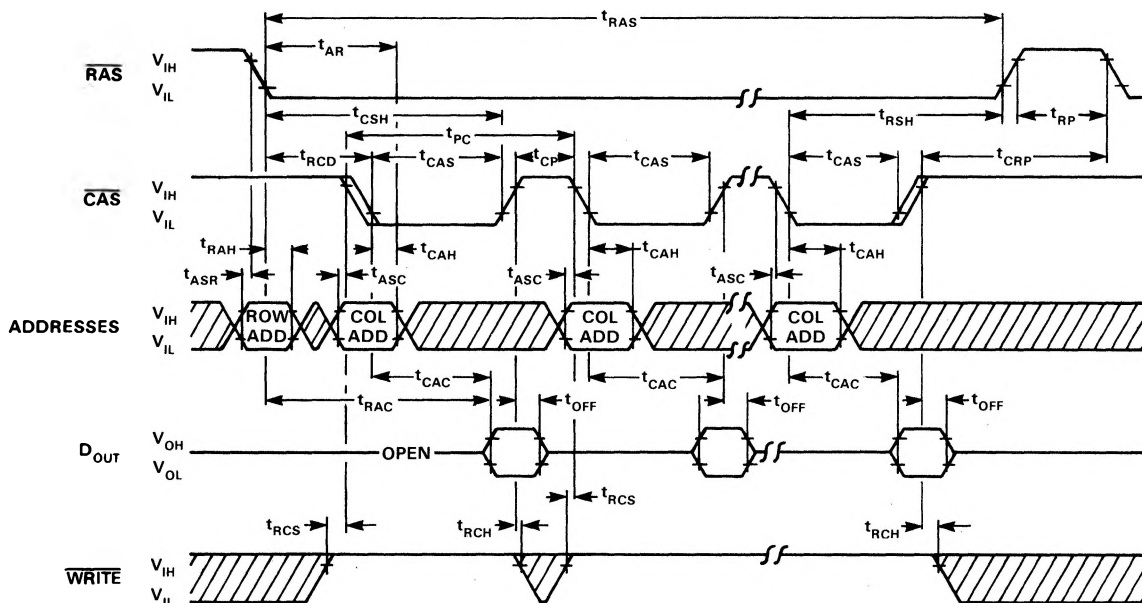 tRAS
tAR
RAS
VIH
VIL
tCSH
tRSH
tRP
tPC
tRCD
tCAS
tCP
tCAS
tCAS
tCRP
CAS
VIH
VIL
tRAH
tCAH
tCAH
tCAH
tASR
tASC
tASC
tASC
ADDRESSES
VIH
VIL
ROW ADD
COL ADD
COL ADD
COL ADD
tCAC
tCAC
tCAC
tRAC
tOFF
tOFF
tOFF
DOUT
VOH
VOL
OPEN
tRCS
tRCS
tRCH
tRCH
WRITE
VIH
VIL